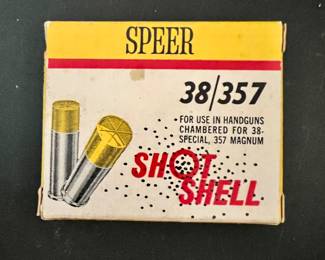 SPEER
38/357
FOR USE IN HANDGUNS
CHAMBERED FOR 38-
SPECIAL, 357 MAGNUM
SHOT
SHELL